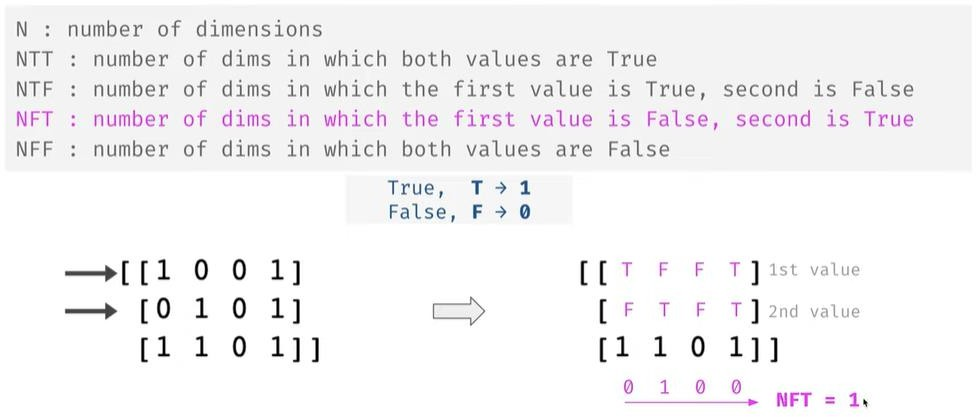 N : number of dimensions
NTT : number of dims in which both values are True
NTF : number of dims in which the first value is True, second is False
NFT : number of dims in which the first value is False, second is True
NFF : number of dims in which both values are False
True, T → 1
False, F → 0
[[1 0 0 1]
[0 1 0 1]
[1 1 0 1]]
[[ T F F T ] 1st value
[ F T F T ] 2nd value
[1 1 0 1]]
0 1 0 0
NFT = 1